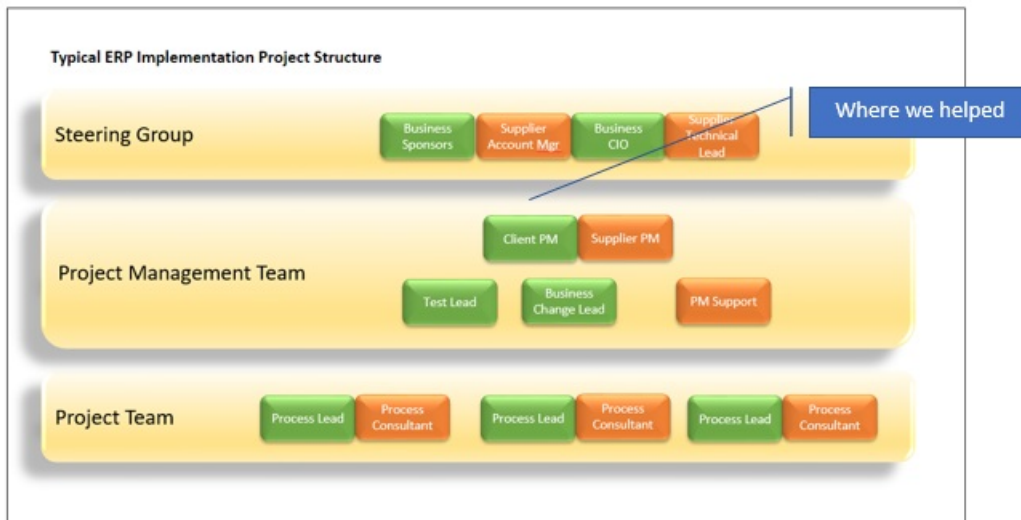 Typical ERP Implementation Project Structure
Where we helped
Steering Group
Business
Sponsors
Supplier
Account Mgr
Business
CIO
Supplier
Technical
Lead
Client PM
Supplier PM
Project Management Team
Test Lead
Business
Change Lead
PM Support
Project Team
Process Lead
Process
Consultant
Process Lead
Process
Consultant
Process Lead
Process
Consultant